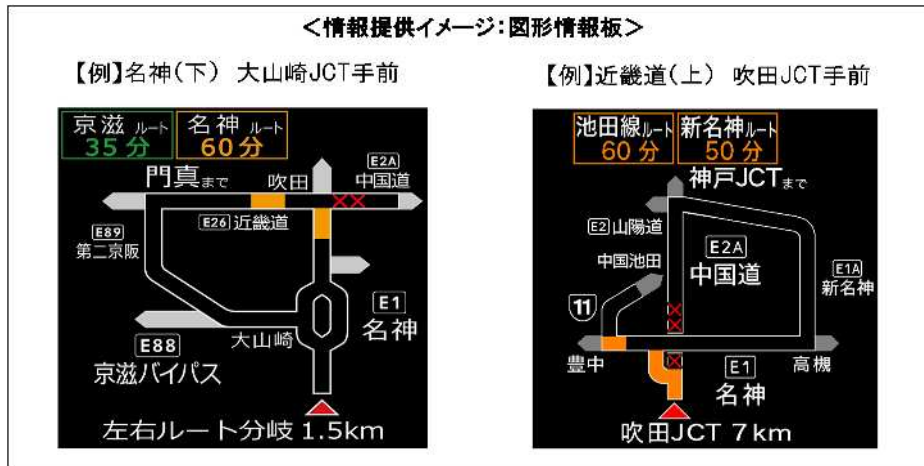 ＜情報提供イメージ：図形情報板＞
【例】名神（下） 大山崎JCT手前
京滋 ルート
35分
名神 ルート
60分
門真まで
吹田
E2A
中国道
E26 近畿道
E89
第二京阪
E1
名神
大山崎
E88
京滋バイパス
左右ルート分岐 1.5km
【例】近畿道（上） 吹田JCT手前
池田線ルート
60分
新名神ルート
50分
神戸JCTまで
E2 山陽道
E2A
中国道
中国池田
E1A
新名神
11
豊中
E1
名神
高槻
吹田JCT 7km